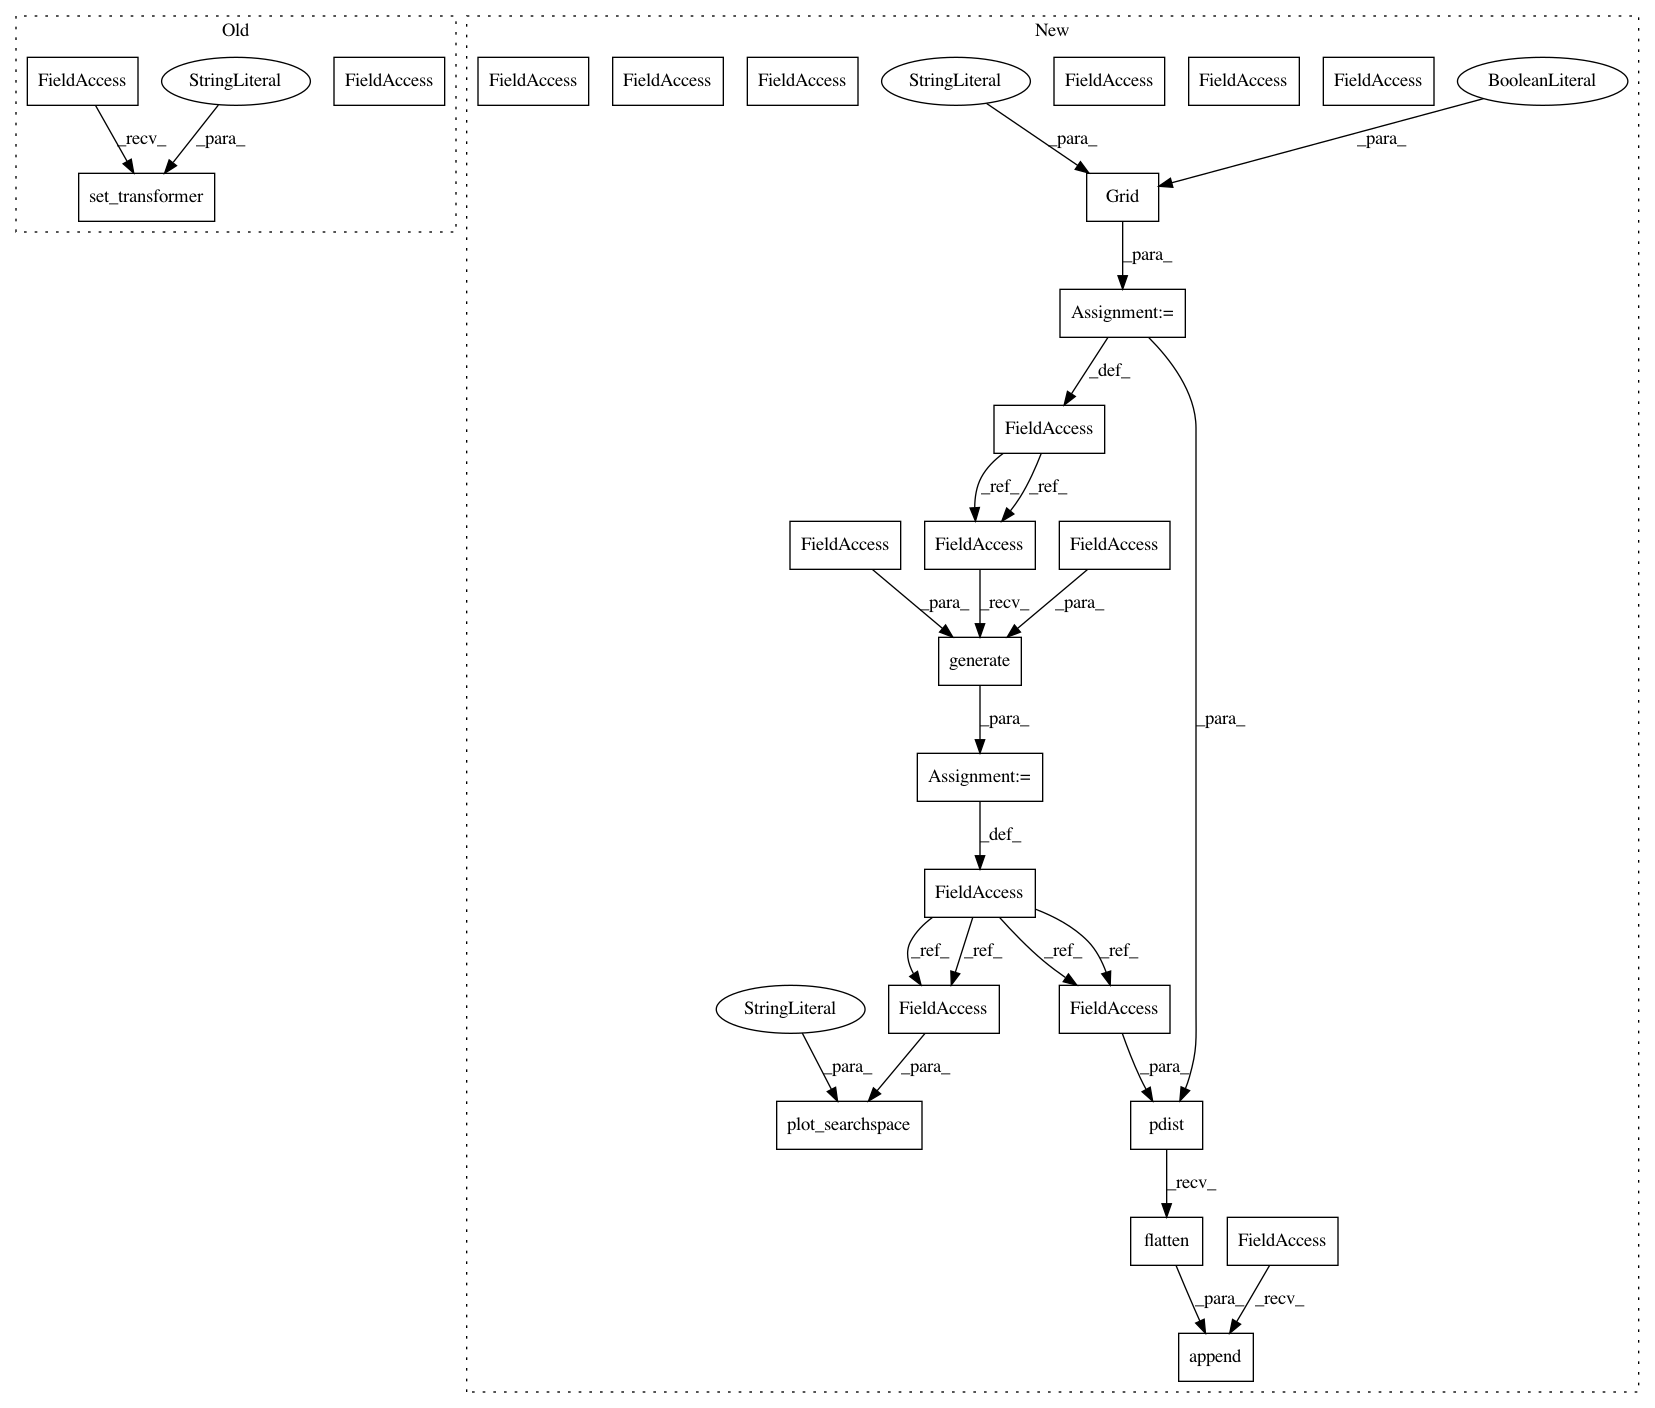 Old
New
FieldAccess
StringLiteral
FieldAccess
FieldAccess
FieldAccess
FieldAccess
StringLiteral
FieldAccess
FieldAccess
FieldAccess
BooleanLiteral
_recv_
_para_
_para_
_para_
set_transformer
Grid
_para_
Assignment:=
_def_
FieldAccess
_ref_
_ref_
FieldAccess
FieldAccess
FieldAccess
_para_
_recv_
_para_
generate
_para_
_para_
Assignment:=
_def_
FieldAccess
_ref_
_ref_
_ref_
_ref_
StringLiteral
FieldAccess
FieldAccess
_para_
_para_
_para_
plot_searchspace
pdist
_recv_
flatten
FieldAccess
_para_
_recv_
append